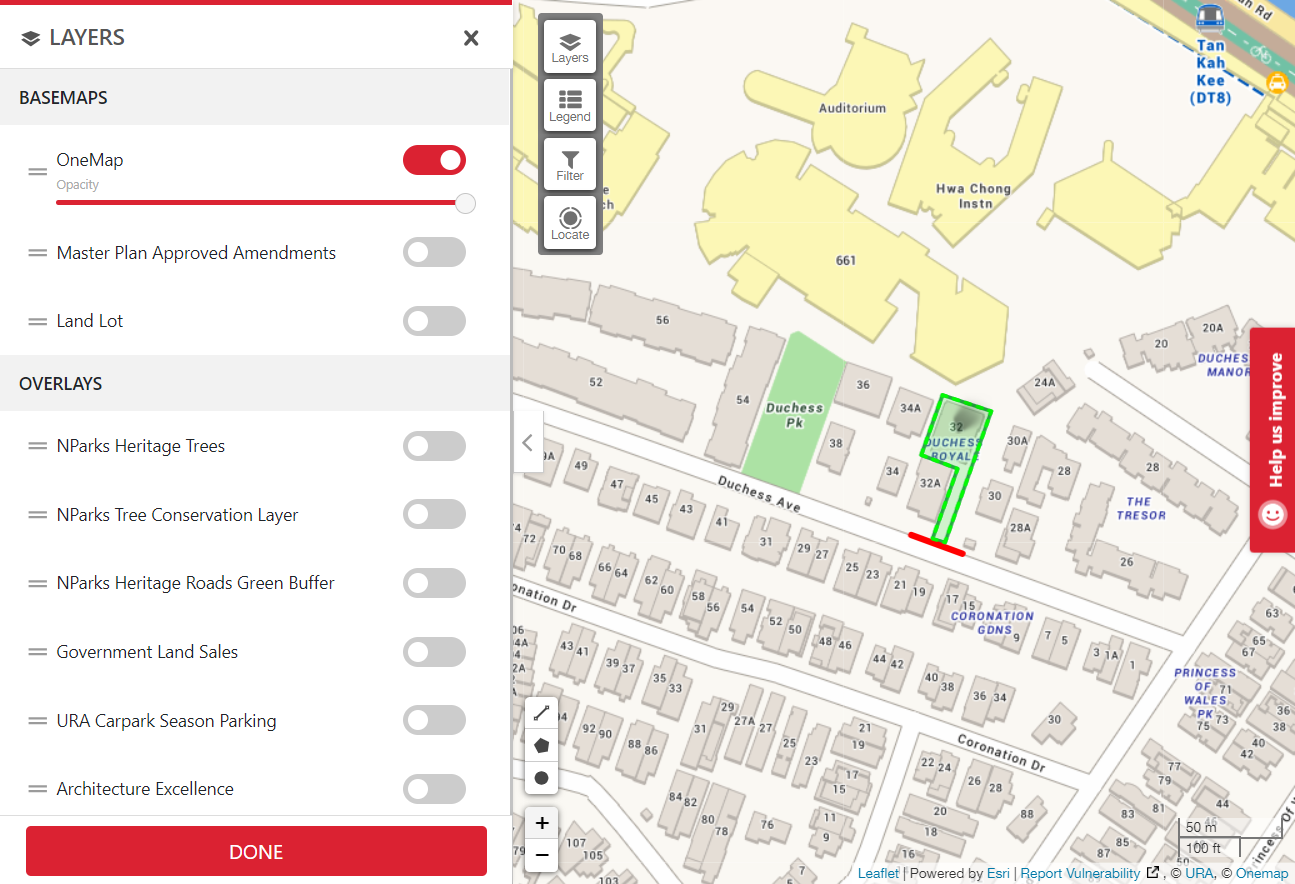 LAYERS
BASEMAPS
OneMap
Opacity
Master Plan Approved Amendments
Land Lot
OVERLAYS
NParks Heritage Trees
NParks Tree Conservation Layer
NParks Heritage Roads Green Buffer
Government Land Sales
URA Carpark Season Parking
Architecture Excellence
DONE
Layers
Legend
Filter
Locate
Tan
Kah
Kee
(DT8)
Auditorium
Hwa Chong
Instn
661
56
52
54
Duchess
Pk
36
34A
38
34
32
DUCHESS
ROYALE
32A
30A
30
28
28A
24A
20
20A
DUCHESS
MANOR
28
THE
TRESOR
26
Help us improve
Duchess Ave
49
47
45
43
41
31
29
27
25
23
21
19
17
15
CORONATION
GDNS
9
7
5
3
1A
1
72
70
68
66
64
62
60
58
56
54
52
50
48
46
44
42
40
38
36
34
30
43
41
39
37
35
33
31
29
27A
27
25
23
21
19
17
15
11
9
92
90
88
86
84
82
80
78
76
107
105
103
Coronation Dr
22
24
26
28
20
18
16
88
PRINCESS
OF
WALES
PK
63
65
67
71
73
75
36
38
40
42
77
79
44
81
83
85
87
50 m
100 ft
Leaflet | Powered by Esri | Report Vulnerability , © URA, © Onemap